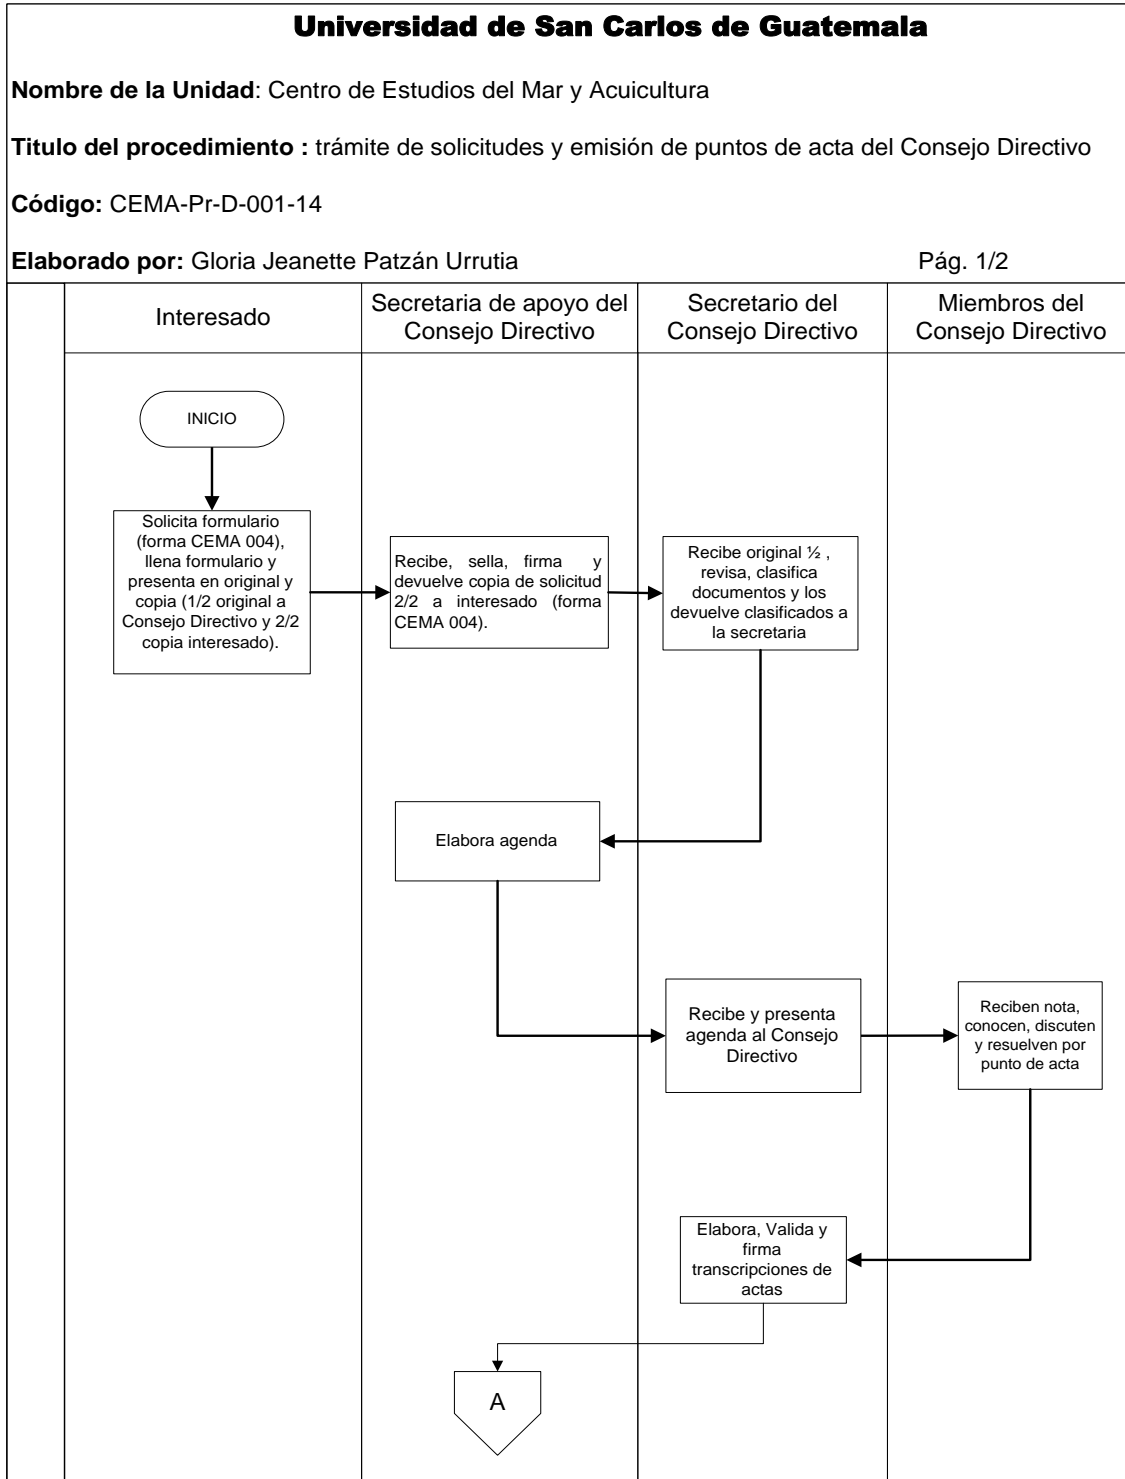 Universidad de San Carlos de Guatemala
Nombre de la Unidad: Centro de Estudios del Mar y Acuicultura
Titulo del procedimiento : trámite de solicitudes y emisión de puntos de acta del Consejo Directivo
Código: CEMA-Pr-D-001-14
Elaborado por: Gloria Jeanette Patzán Urrutia
Pág. 1/2
Interesado
Secretaria de apoyo del
Consejo Directivo
Secretario del
Consejo Directivo
Miembros del
Consejo Directivo
INICIO
Solicita formulario
(forma CEMA 004),
llena formulario y
presenta en original y
copia (1/2 original a
Consejo Directivo y 2/2
copia interesado).
Recibe, sella, firma y
devuelve copia de solicitud
2/2 a interesado (forma
CEMA 004).
Recibe original ½ ,
revisa, clasifica
documentos y los
devuelve clasificados a
la secretaria
Elabora agenda
Recibe y presenta
agenda al Consejo
Directivo
Reciben nota,
conocen, discuten
y resuelven por
punto de acta
Elabora, Valida y
firma
transcripciones de
actas
A